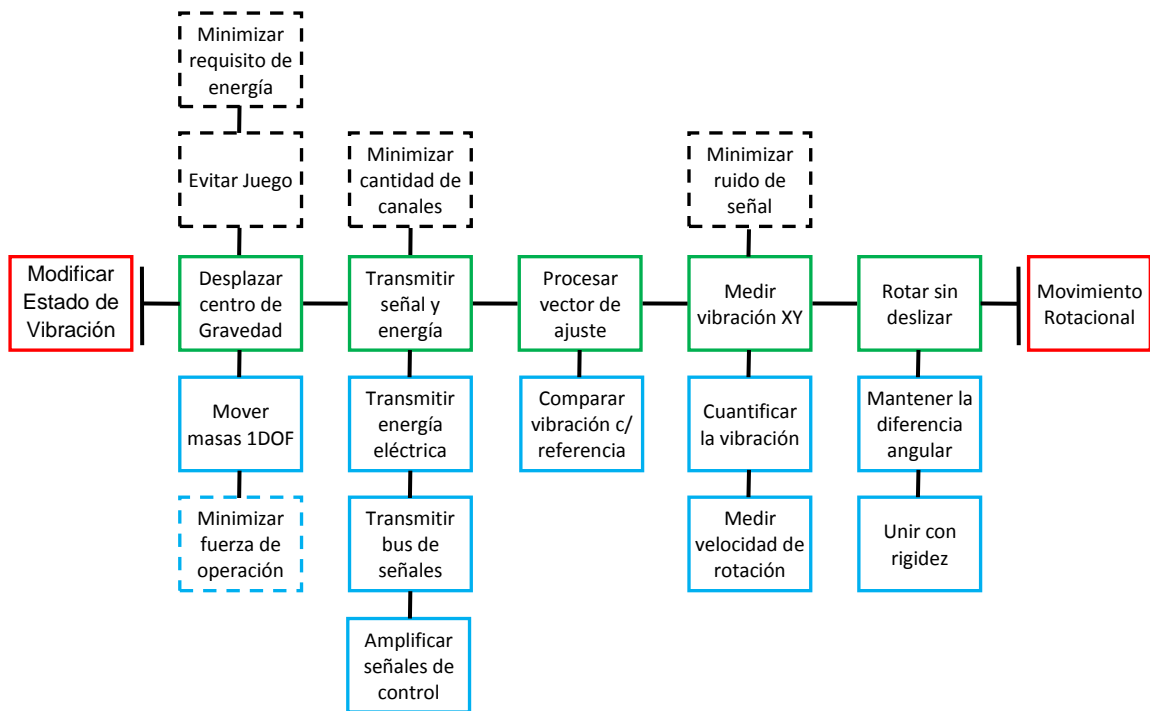 Minimizar
requisito de
energía
Evitar Juego
Minimizar
cantidad de
canales
Minimizar
ruido de
señal
Modificar
Estado de
Vibración
Desplazar
centro de
Gravedad
Transmitir
señal y
energía
Procesar
vector de
ajuste
Medir
vibración XY
Rotar sin
deslizar
Movimiento
Rotacional
Mover
masas 1DOF
Transmitir
energía
eléctrica
Comparar
vibración c/
referencia
Cuantificar
la vibración
Mantener la
diferencia
angular
Minimizar
fuerza de
operación
Transmitir
bus de
señales
Medir
velocidad de
rotación
Unir con
rigidez
Amplificar
señales de
control